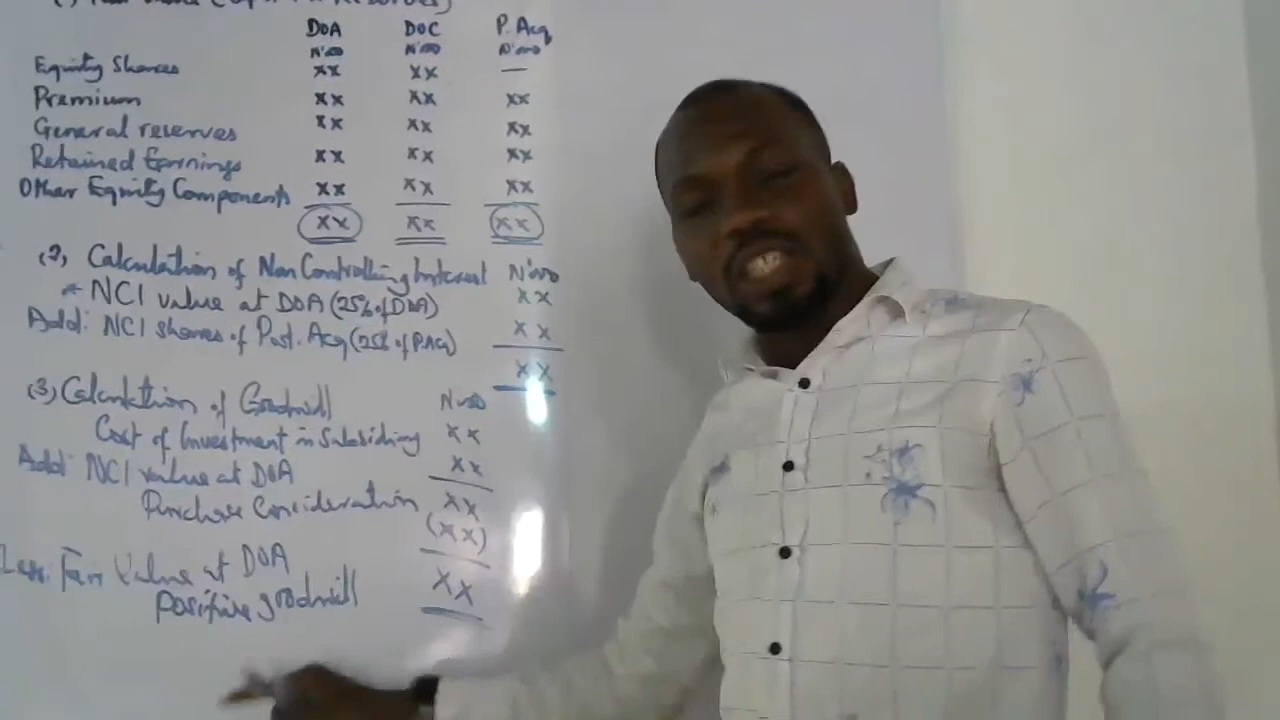 DOA DOC P. Acq
N'000 N'000 N'000
Equity Shares XX XX —
Premium XX XX XX
General reserves XX XX XX
Retained Earnings XX XX XX
Other Equity Components XX XX XX
XX XX XX
(2) Calculation of Non Controlling Interest N'000
* NCI value at DOA (25% of DOA) XX
Add: NCI shares of Post. Acq (25% of P.Acq) XX
XX
(3) Calculation of Goodwill N'000
Cost of Investment in Subsidiary XX
Add: NCI value at DOA XX
Purchase Consideration XX
Less: Fair Value at DOA (XX)
Positive goodwill XX